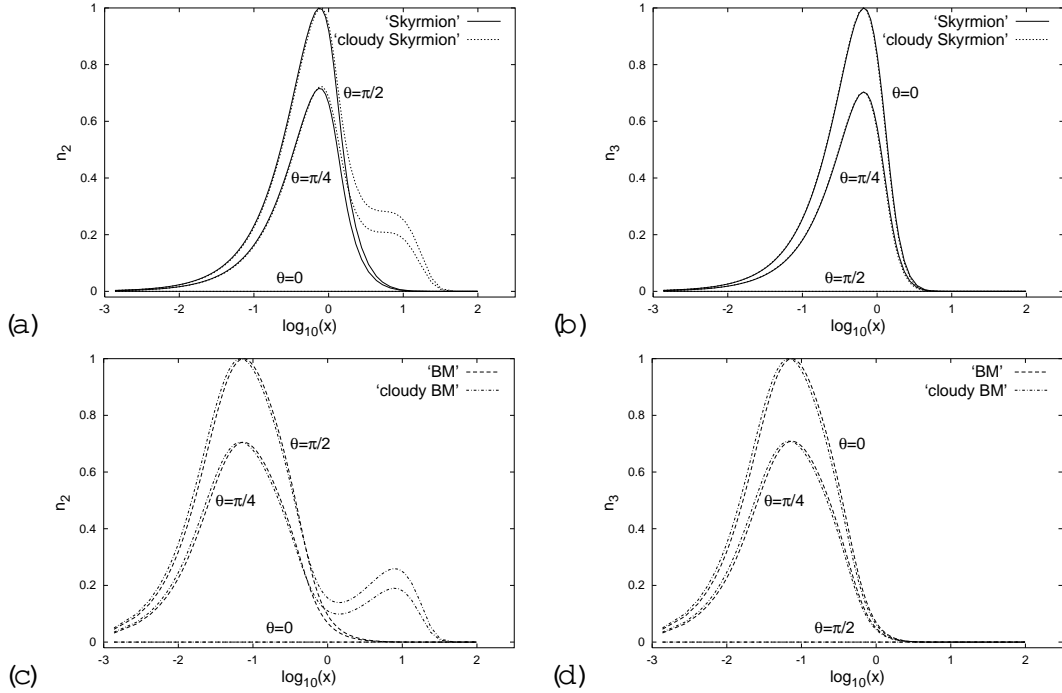 1
0.8
0.6
0.4
0.2
0
n2
-3 -2 -1 0 1 2
log10(x)
‘Skyrmion’
‘cloudy Skyrmion’
θ=π/2
θ=π/4
θ=0
(a)
1
0.8
0.6
0.4
0.2
0
n3
-3 -2 -1 0 1 2
log10(x)
‘Skyrmion’
‘cloudy Skyrmion’
θ=0
θ=π/4
θ=π/2
(b)
1
0.8
0.6
0.4
0.2
0
n2
-3 -2 -1 0 1 2
log10(x)
‘BM’
‘cloudy BM’
θ=π/2
θ=π/4
θ=0
(c)
1
0.8
0.6
0.4
0.2
0
n3
-3 -2 -1 0 1 2
log10(x)
‘BM’
‘cloudy BM’
θ=0
θ=π/4
θ=π/2
(d)